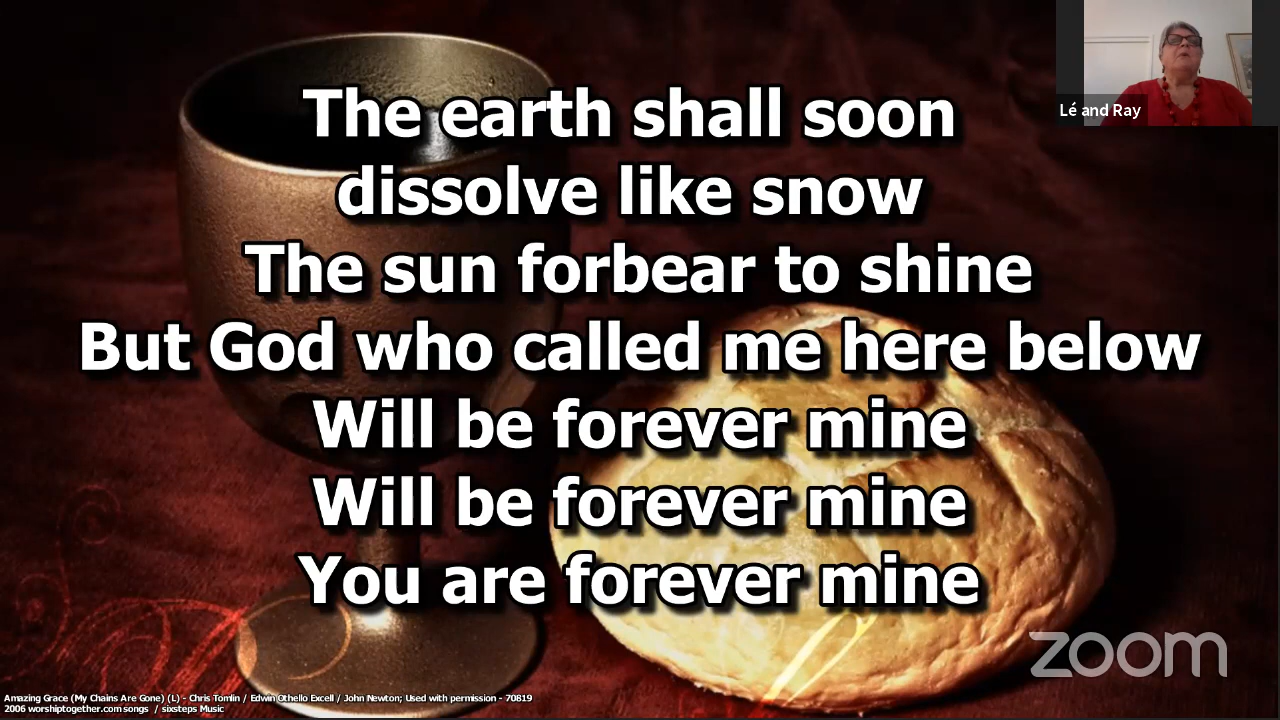 The earth shall soon
dissolve like snow
The sun forbear to shine
But God who called me here below
Will be forever mine
Will be forever mine
You are forever mine
Lé and Ray
zoom
Amazing Grace (My Chains Are Gone) (L) - Chris Tomlin / Edwin Othello Excell / John Newton; Used with permission - 70819
2006 worshiptogether.com songs / sixsteps Music